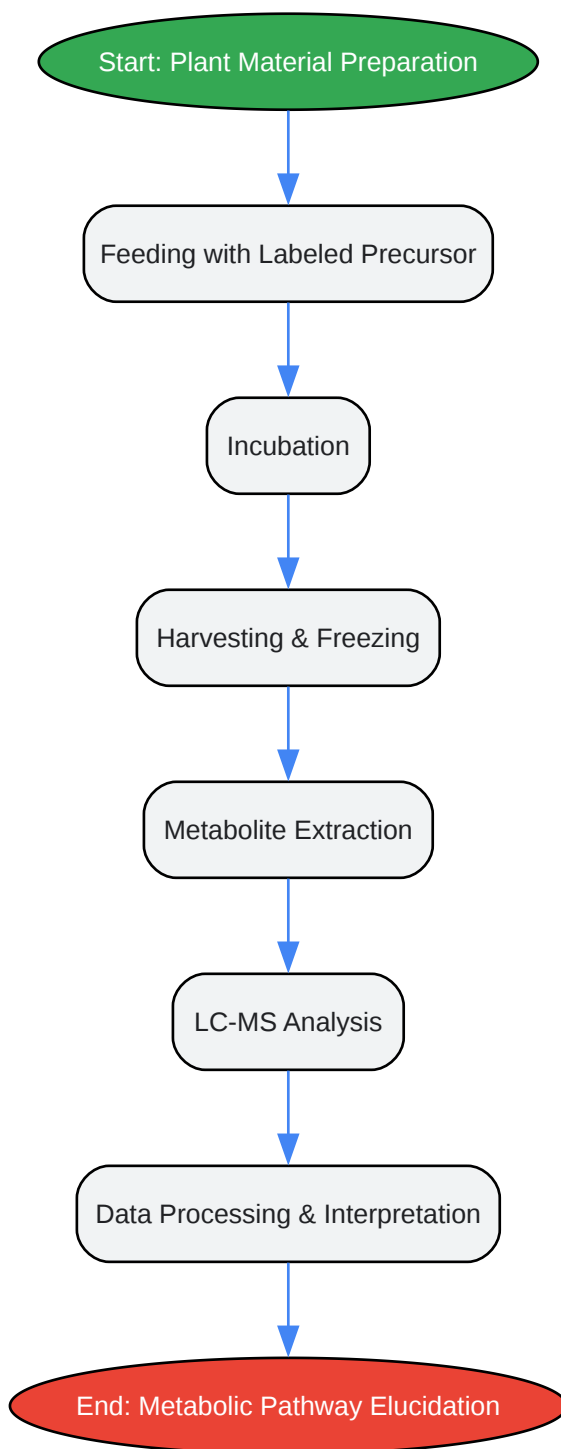 Start: Plant Material Preparation
Feeding with Labeled Precursor
Incubation
Harvesting & Freezing
Metabolite Extraction
LC-MS Analysis
Data Processing & Interpretation
End: Metabolic Pathway Elucidation